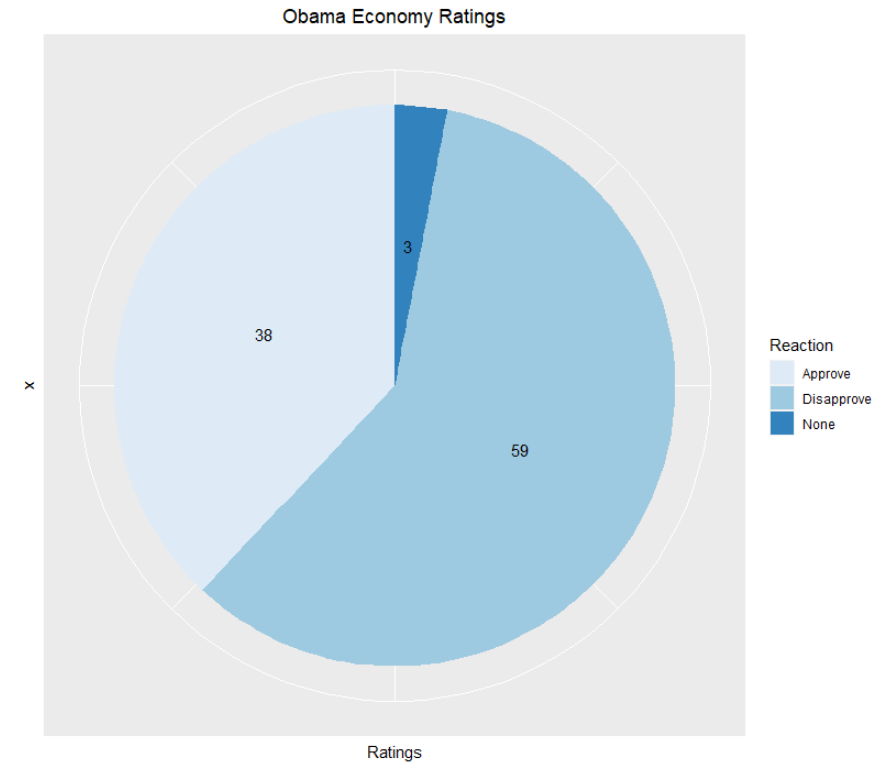 Obama Economy Ratings
3
38
59
x
Ratings
Reaction
Approve
Disapprove
None